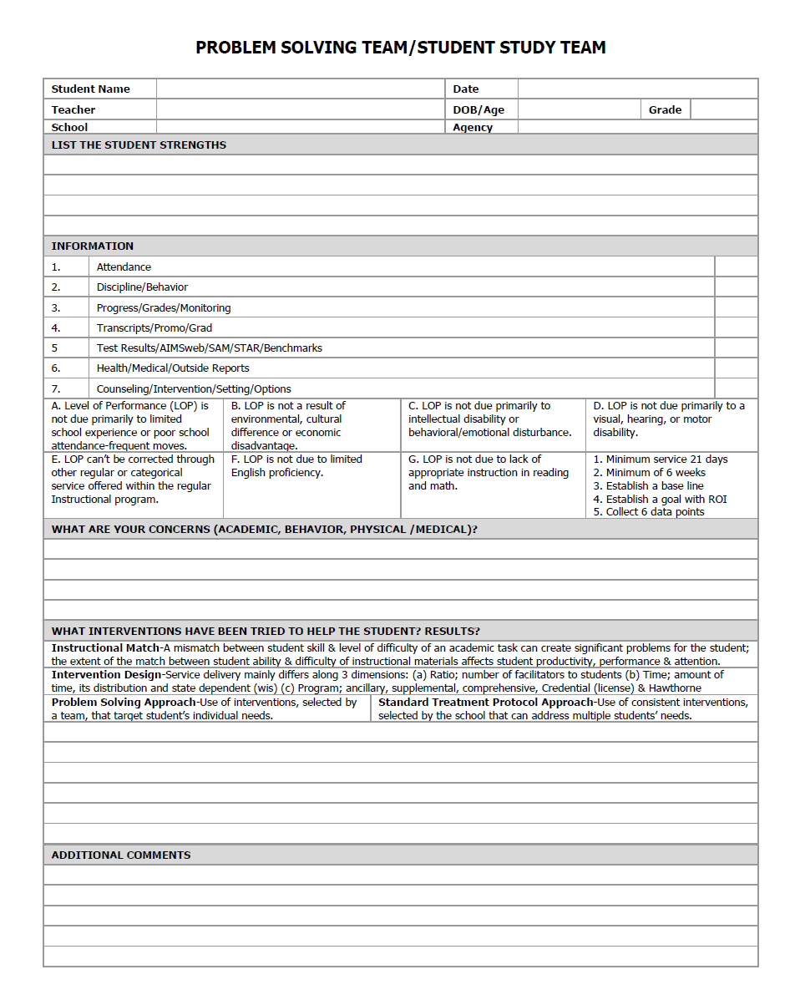 PROBLEM SOLVING TEAM/STUDENT STUDY TEAM
Student Name Date
Teacher DOB/Age Grade
School Agency
LIST THE STUDENT STRENGTHS
INFORMATION
1. Attendance
2. Discipline/Behavior
3. Progress/Grades/Monitoring
4. Transcripts/Promo/Grad
5 Test Results/AIMSweb/SAM/STAR/Benchmarks
6. Health/Medical/Outside Reports
7. Counseling/Intervention/Setting/Options
A. Level of Performance (LOP) is
not due primarily to limited
school experience or poor school
attendance-frequent moves.
B. LOP is not a result of
environmental, cultural
difference or economic
disadvantage.
C. LOP is not due primarily to
intellectual disability or
behavioral/emotional disturbance.
D. LOP is not due primarily to a
visual, hearing, or motor
disability.
E. LOP can’t be corrected through
other regular or categorical
service offered within the regular
Instructional program.
F. LOP is not due to limited
English proficiency.
G. LOP is not due to lack of
appropriate instruction in reading
and math.
1. Minimum service 21 days
2. Minimum of 6 weeks
3. Establish a base line
4. Establish a goal with ROI
5. Collect 6 data points
WHAT ARE YOUR CONCERNS (ACADEMIC, BEHAVIOR, PHYSICAL /MEDICAL)?
WHAT INTERVENTIONS HAVE BEEN TRIED TO HELP THE STUDENT? RESULTS?
Instructional Match-A mismatch between student skill & level of difficulty of an academic task can create significant problems for the student;
the extent of the match between student ability & difficulty of instructional materials affects student productivity, performance & attention.
Intervention Design-Service delivery mainly differs along 3 dimensions: (a) Ratio; number of facilitators to students (b) Time; amount of
time, its distribution and state dependent (wis) (c) Program; ancillary, supplemental, comprehensive, Credential (license) & Hawthorne
Problem Solving Approach-Use of interventions, selected by
a team, that target student’s individual needs.
Standard Treatment Protocol Approach-Use of consistent interventions,
selected by the school that can address multiple students’ needs.
ADDITIONAL COMMENTS